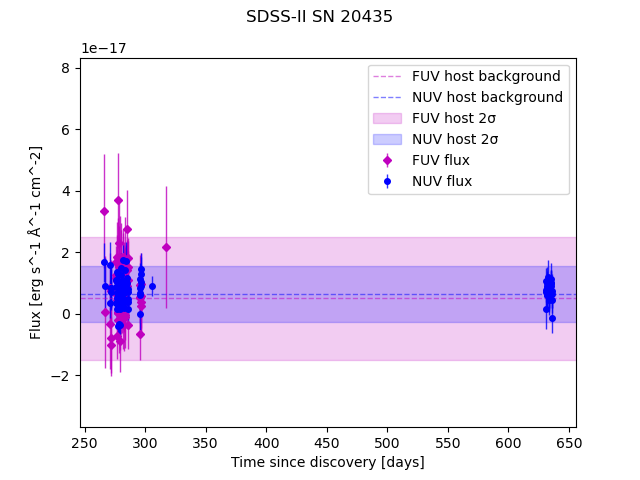 SDSS-II SN 20435
1e−17
FUV host background
NUV host background
FUV host 2σ
NUV host 2σ
FUV flux
NUV flux
8
6
4
2
0
−2
Flux [erg s^-1 Å^-1 cm^-2]
250 300 350 400 450 500 550 600 650
Time since discovery [days]